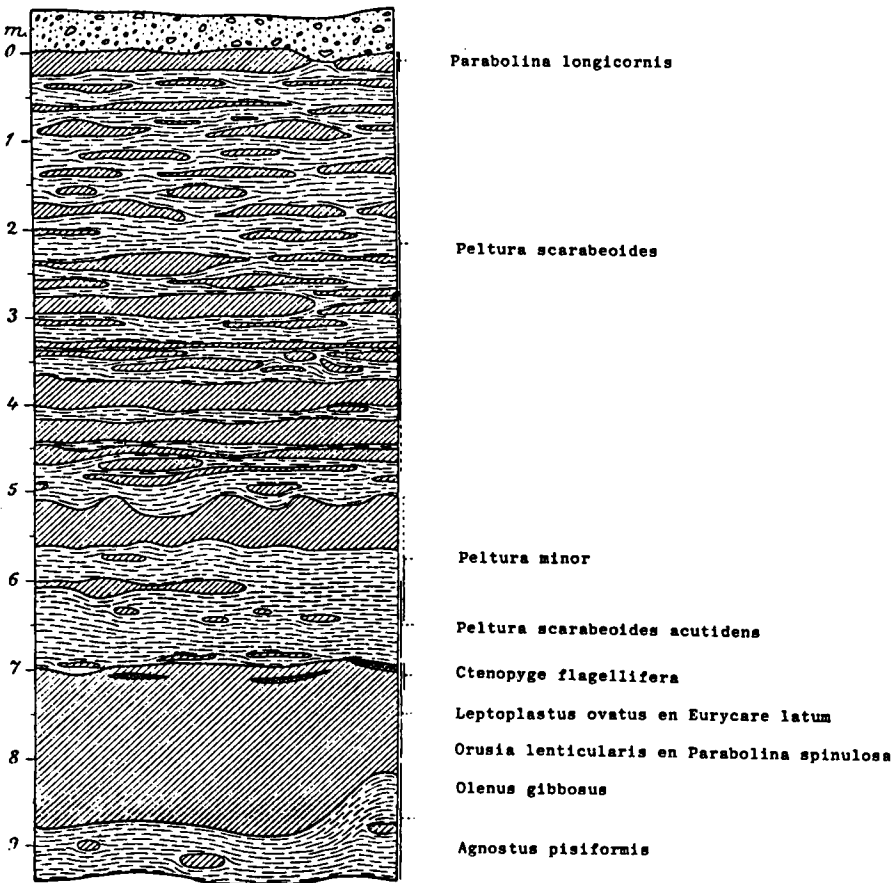 m.
0
Parabolina longicornis
1
2
Peltura scarabeoides
3
4
5
Peltura minor
6
Peltura scarabeoides acutidens
7
Ctenopyge flagellifera
Leptoplastus ovatus en Eurycare latum
8
Orusia lenticularis en Parabolina spinulosa
Olenus gibbosus
9
Agnostus pisiformis